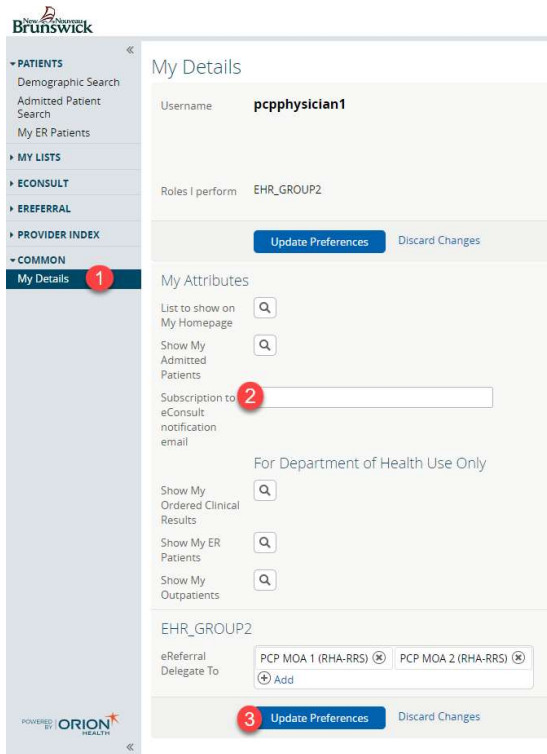 New Nouveau
Brunswick
PATIENTS
Demographic Search
Admitted Patient
Search
My ER Patients
MY LISTS
ECONSULT
EREFERRAL
PROVIDER INDEX
COMMON
My Details 1
POWERED BY ORION HEALTH
My Details
Username pcpphysician1
Roles I perform EHR_GROUP2
Update Preferences Discard Changes
My Attributes
List to show on
My Homepage
Show My
Admitted
Patients
Subscription to 2
eConsult
notification
email
For Department of Health Use Only
Show My
Ordered Clinical
Results
Show My ER
Patients
Show My
Outpatients
EHR_GROUP2
eReferral
Delegate To
PCP MOA 1 (RHA-RRS) PCP MOA 2 (RHA-RRS)
Add
3 Update Preferences Discard Changes